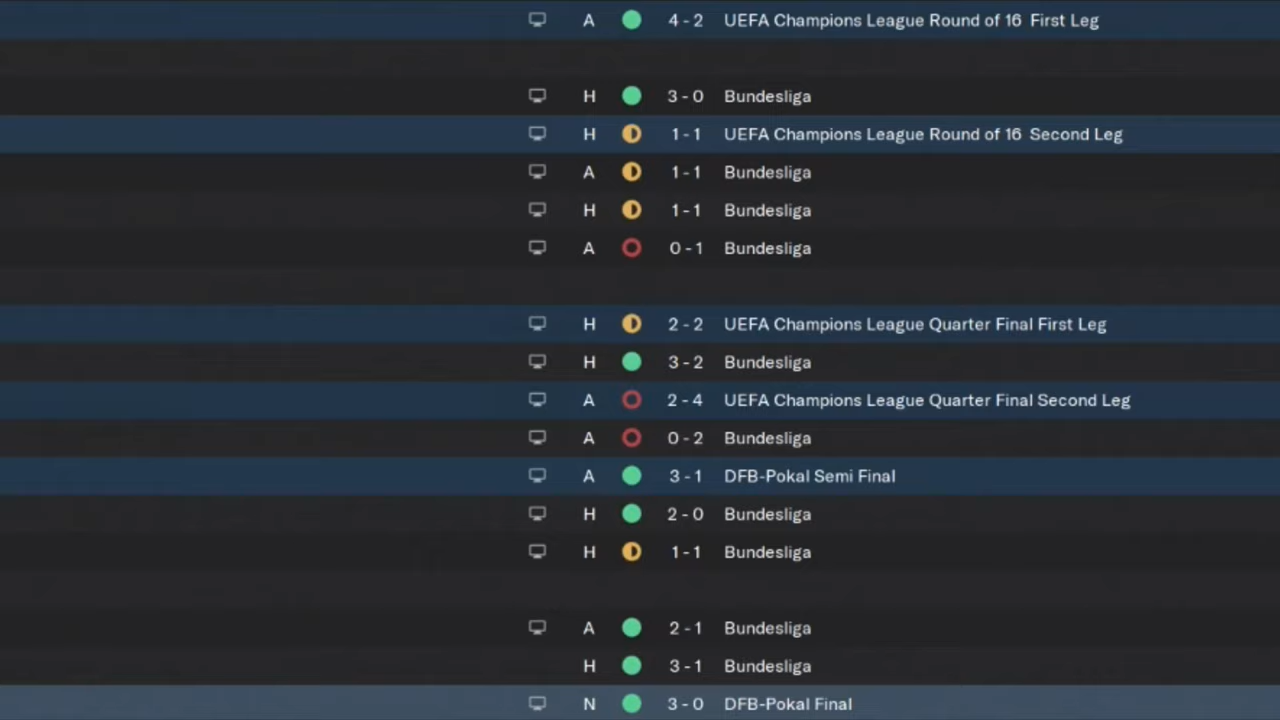 A 4 - 2 UEFA Champions League Round of 16 First Leg
H 3 - 0 Bundesliga
H 1 - 1 UEFA Champions League Round of 16 Second Leg
A 1 - 1 Bundesliga
H 1 - 1 Bundesliga
A 0 - 1 Bundesliga
H 2 - 2 UEFA Champions League Quarter Final First Leg
H 3 - 2 Bundesliga
A 2 - 4 UEFA Champions League Quarter Final Second Leg
A 0 - 2 Bundesliga
A 3 - 1 DFB-Pokal Semi Final
H 2 - 0 Bundesliga
H 1 - 1 Bundesliga
A 2 - 1 Bundesliga
H 3 - 1 Bundesliga
N 3 - 0 DFB-Pokal Final